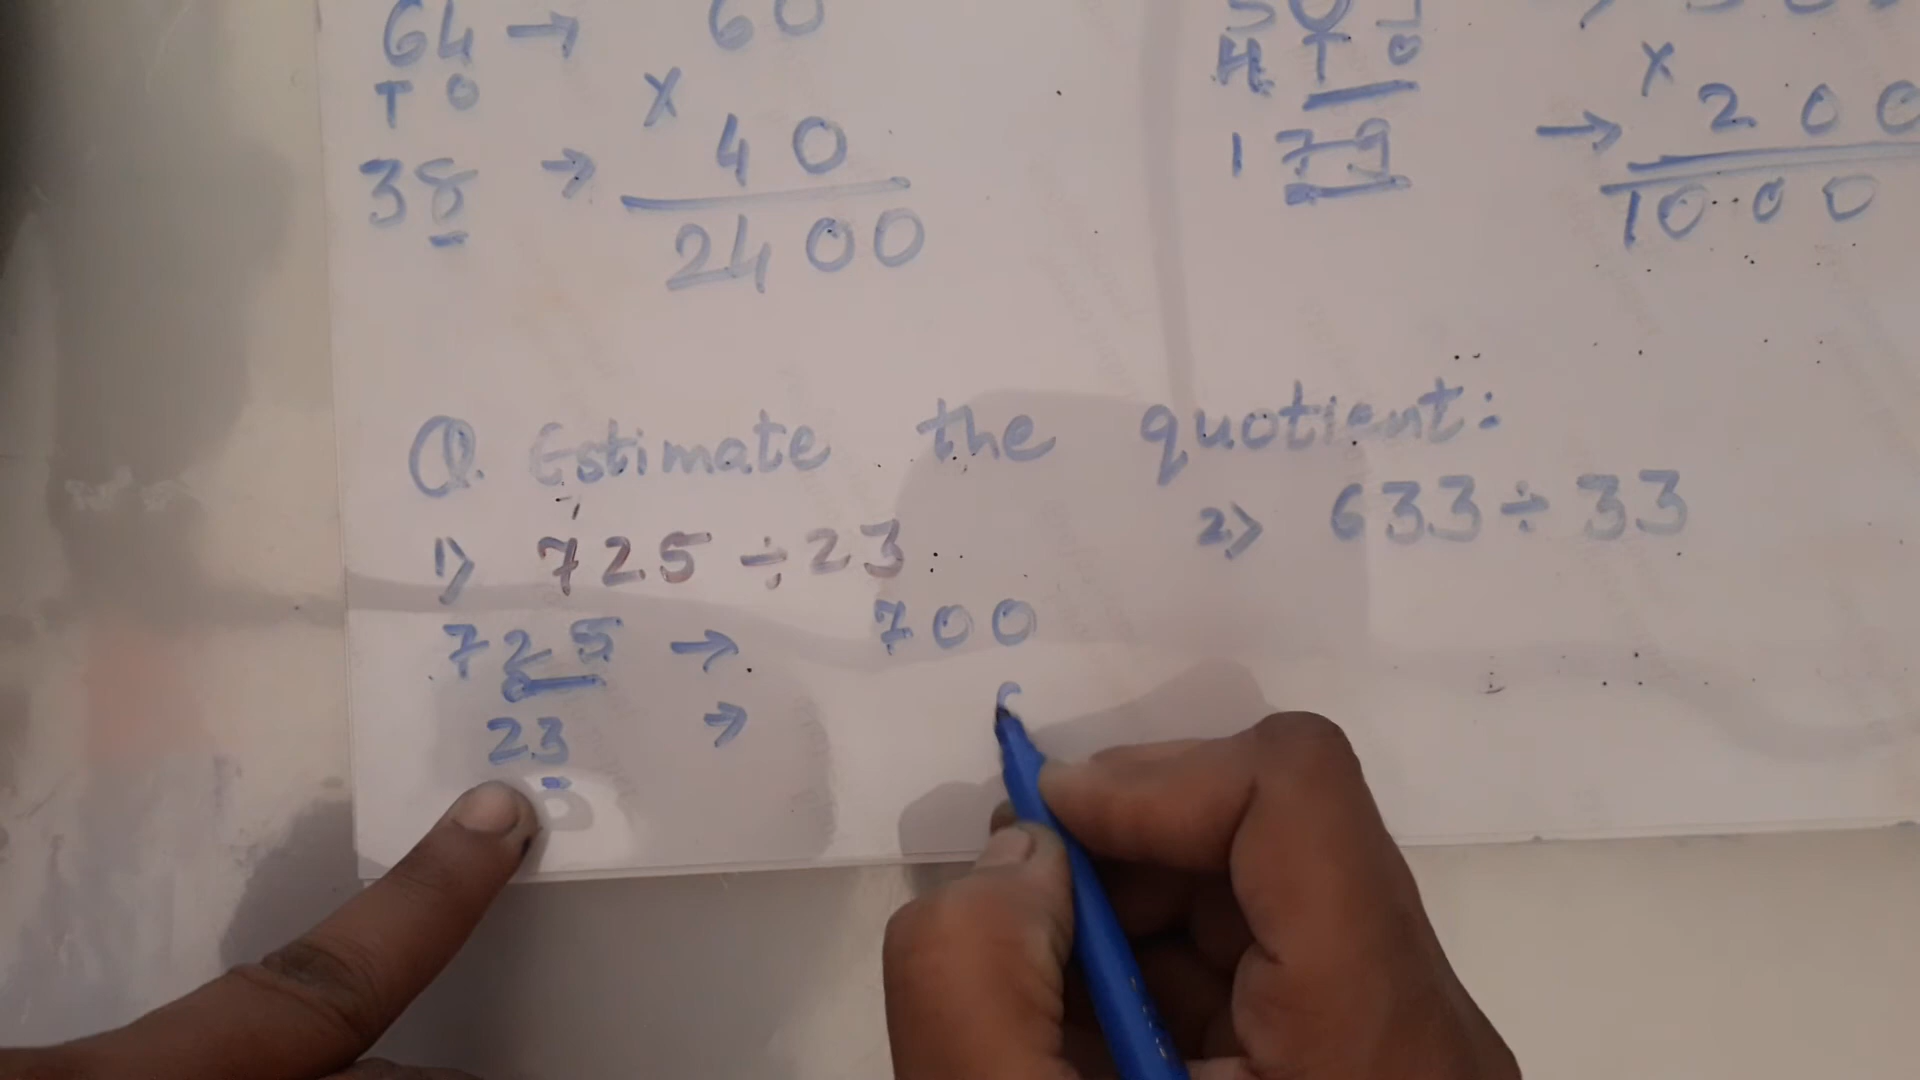 64 → 60
T O
×
38 → 40
2400
H T O
×
179 → 200
10000
Q. Estimate the quotient:
1) 725 ÷ 23
2) 633 ÷ 33
725 → 700
23 →